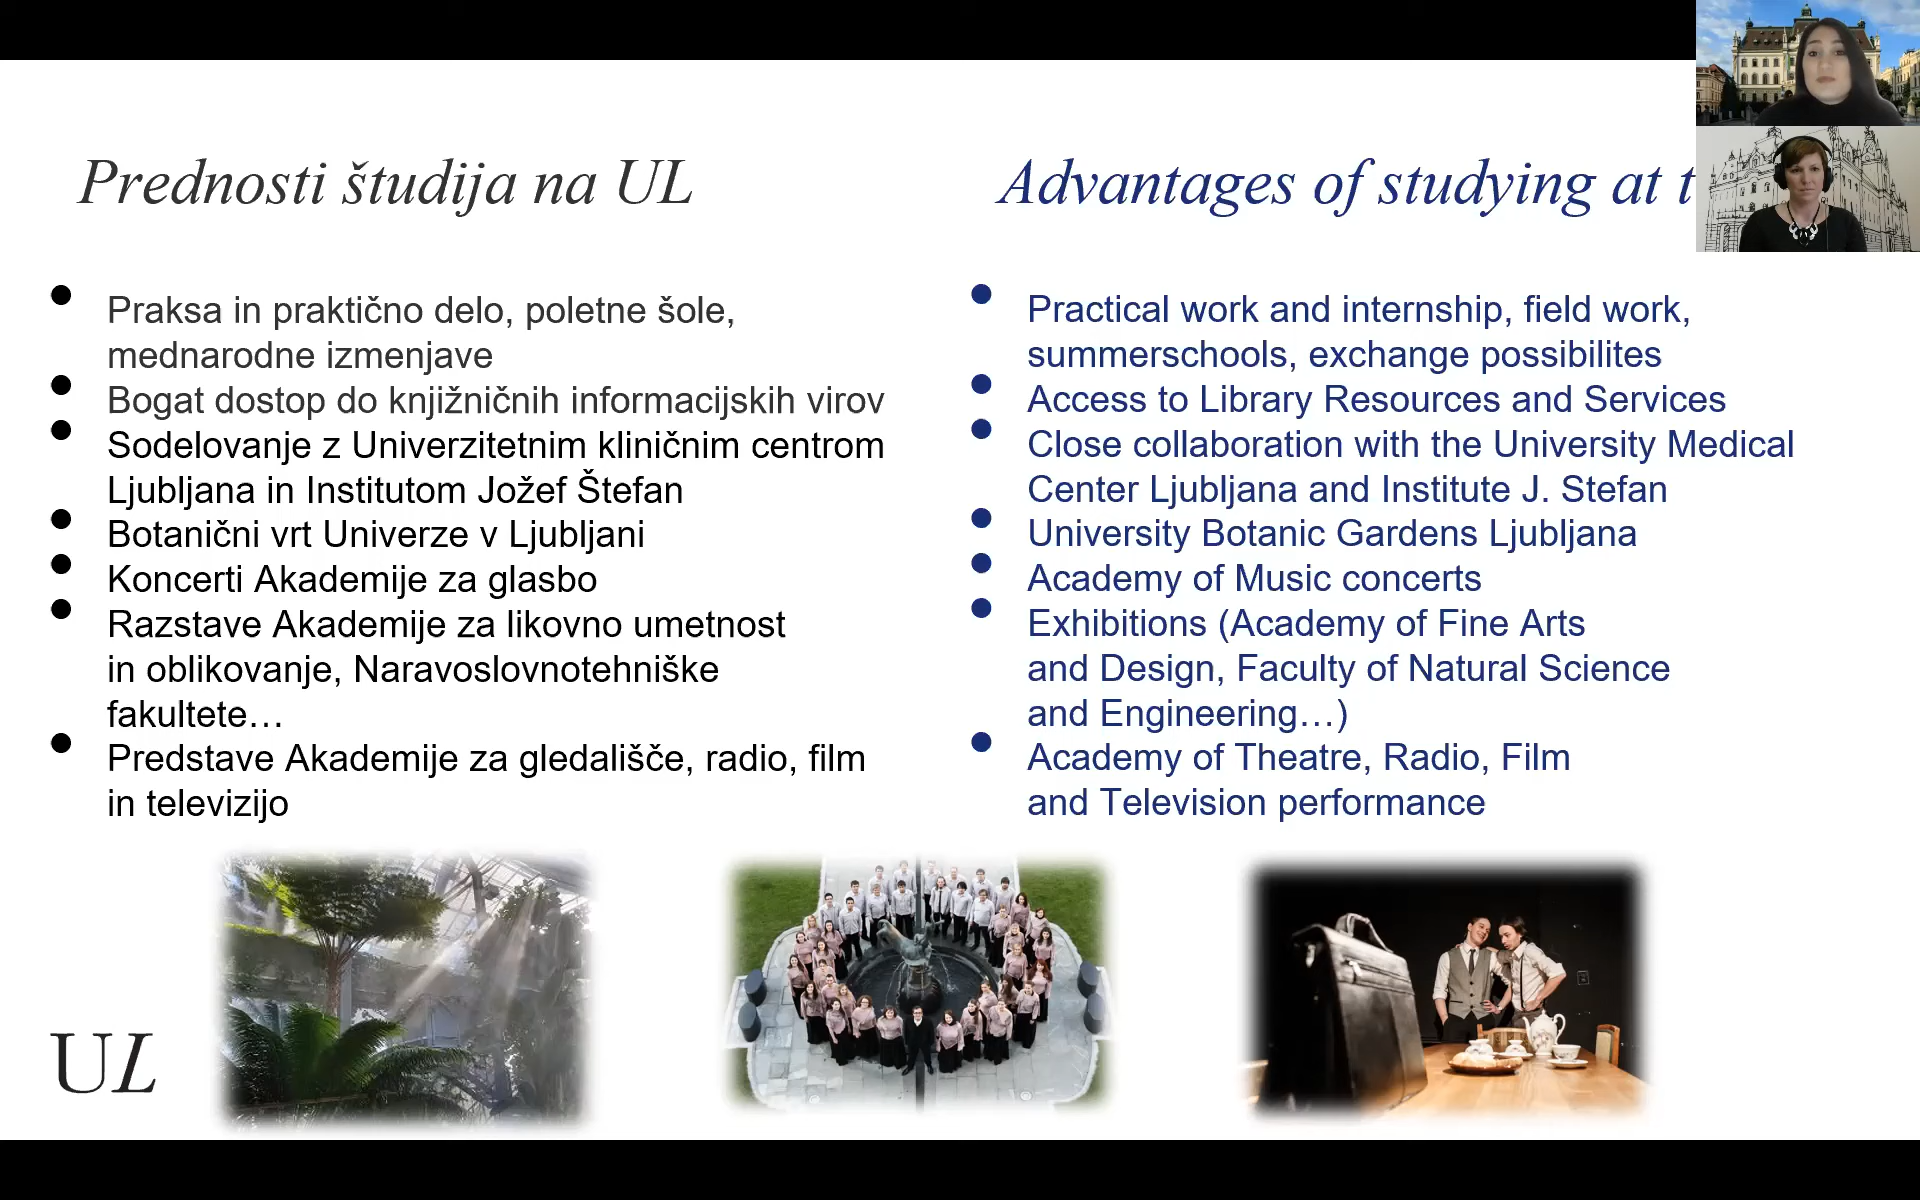 Prednosti študija na UL
Praksa in praktično delo, poletne šole,
mednarodne izmenjave
Bogat dostop do knjižničnih informacijskih virov
Sodelovanje z Univerzitetnim kliničnim centrom
Ljubljana in Institutom Jožef Štefan
Botanični vrt Univerze v Ljubljani
Koncerti Akademije za glasbo
Razstave Akademije za likovno umetnost
in oblikovanje, Naravoslovnotehniške
fakultete…
Predstave Akademije za gledališče, radio, film
in televizijo
Advantages of studying at t
Practical work and internship, field work,
summerschools, exchange possibilites
Access to Library Resources and Services
Close collaboration with the University Medical
Center Ljubljana and Institute J. Stefan
University Botanic Gardens Ljubljana
Academy of Music concerts
Exhibitions (Academy of Fine Arts
and Design, Faculty of Natural Science
and Engineering…)
Academy of Theatre, Radio, Film
and Television performance
UL